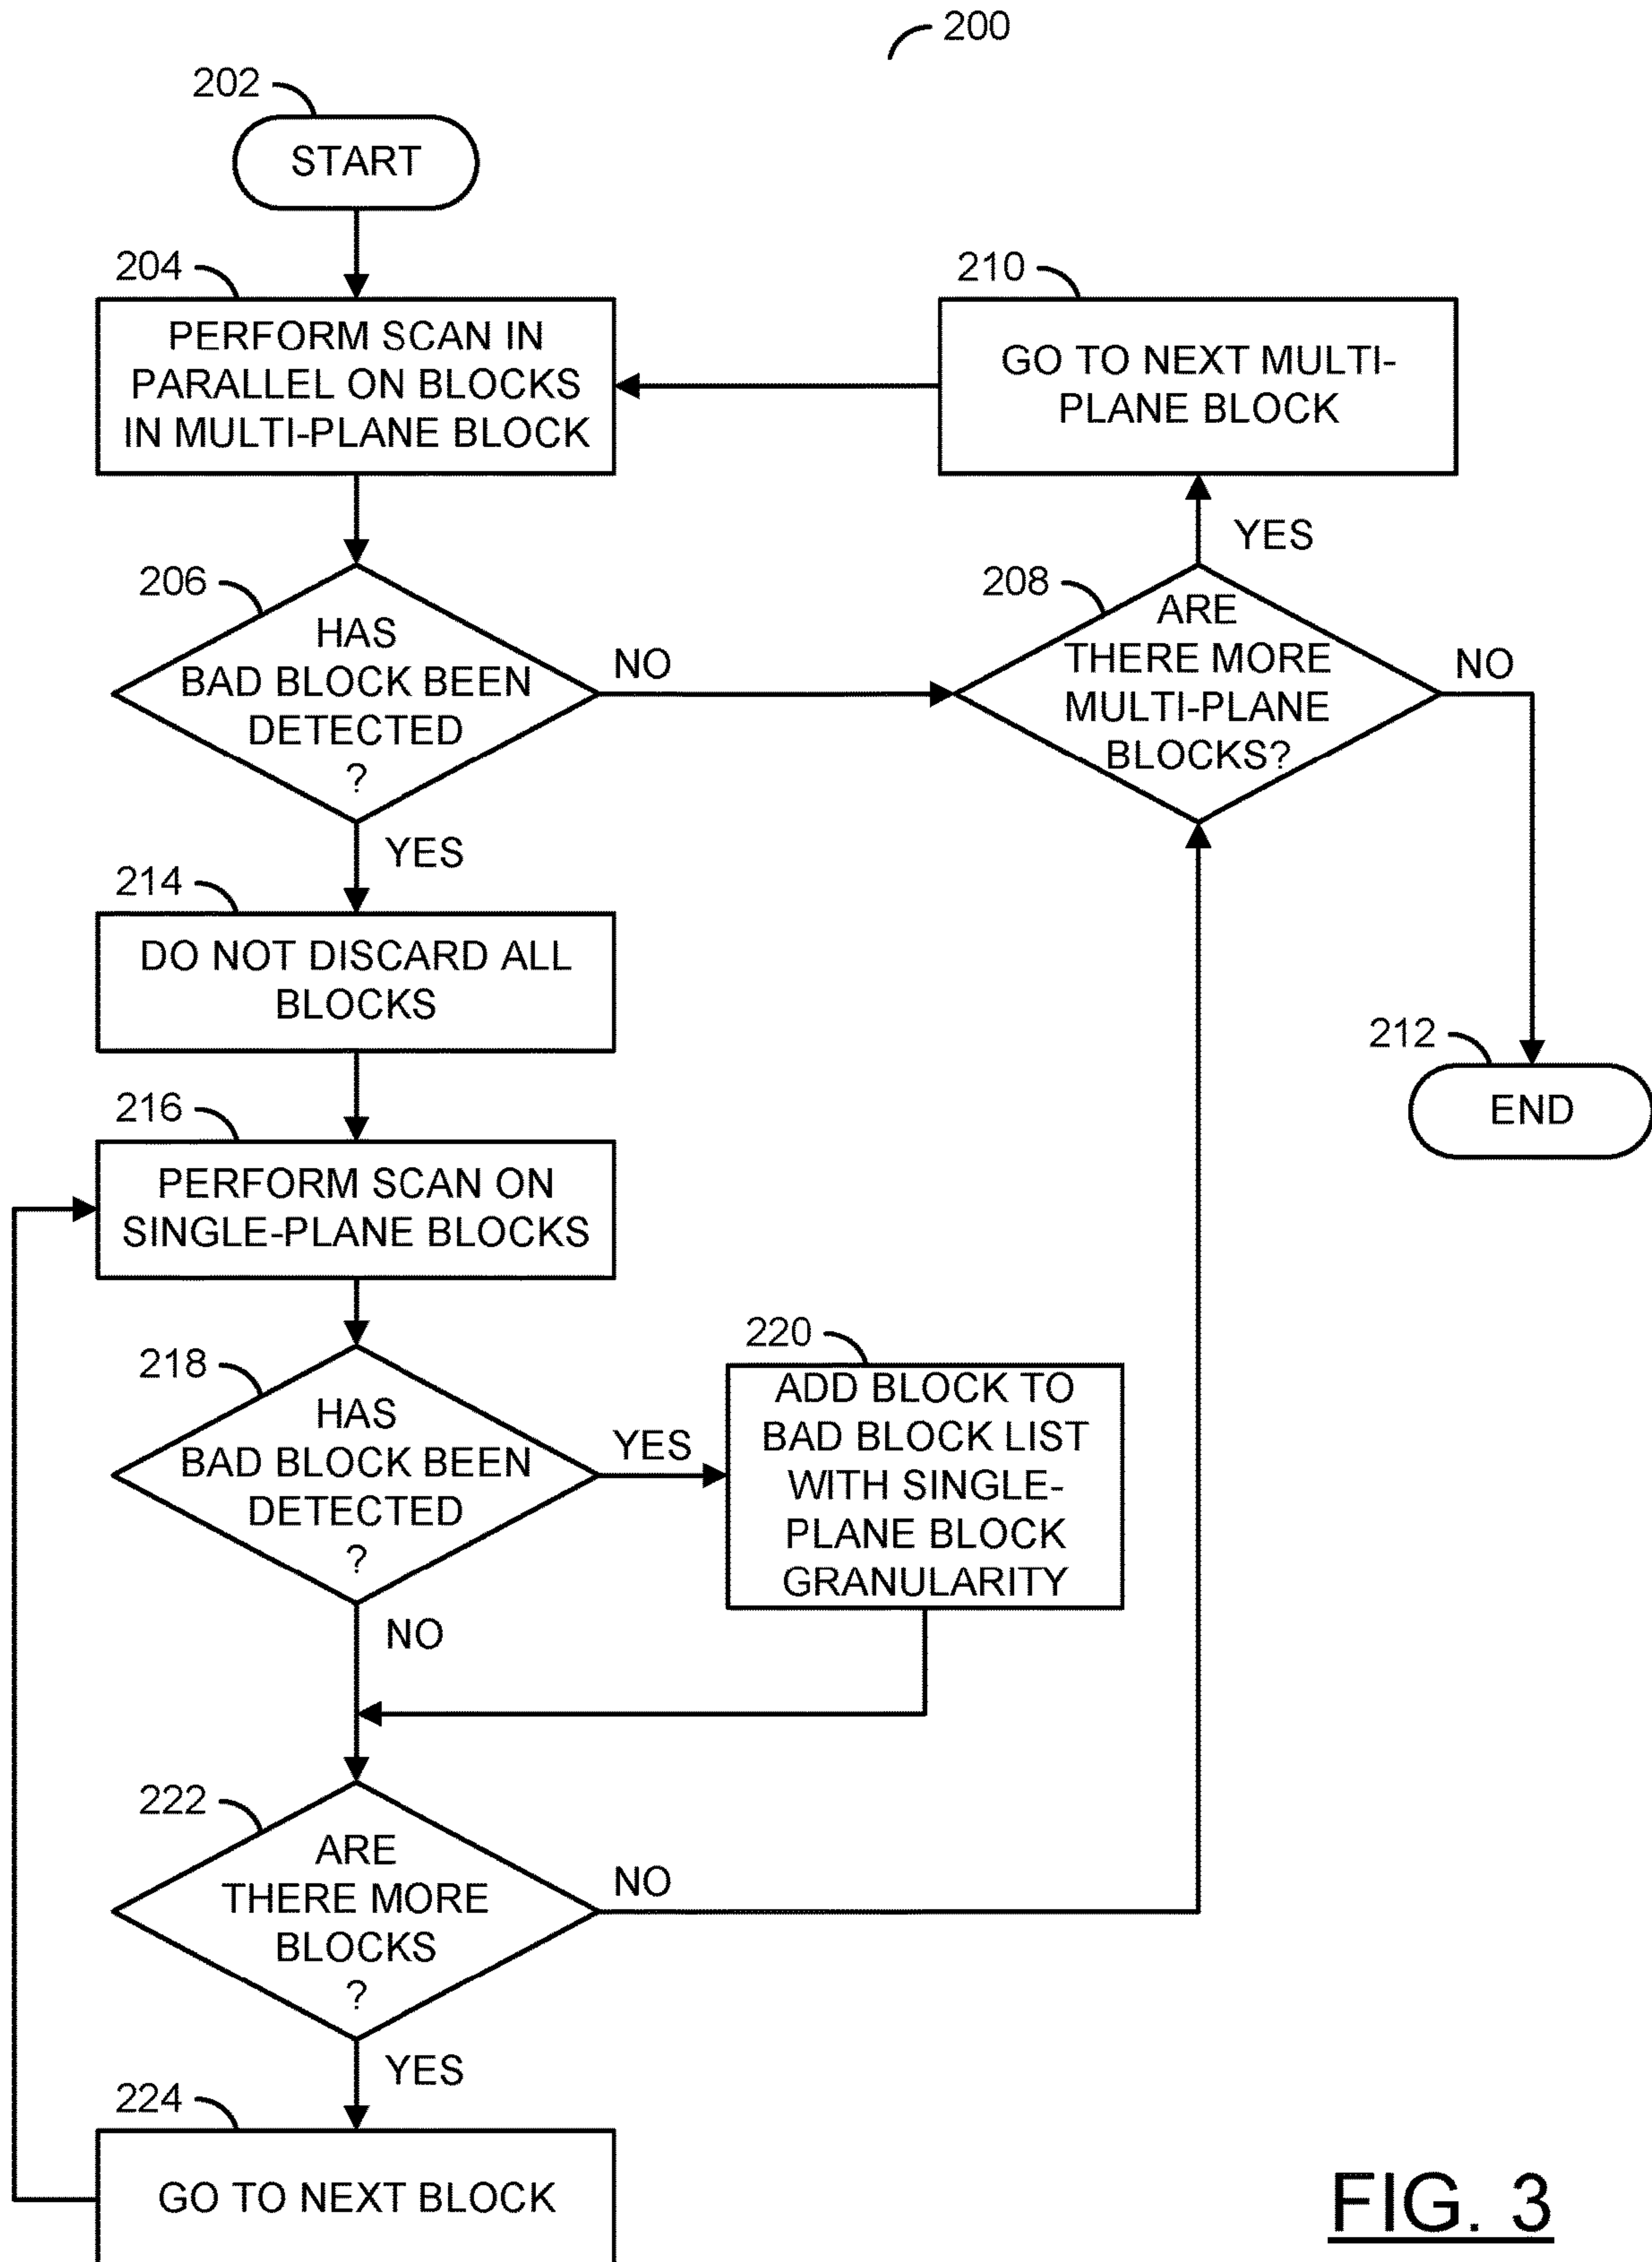 200
202
START
204
PERFORM SCAN IN
PARALLEL ON BLOCKS
IN MULTI-PLANE BLOCK
210
GO TO NEXT MULTI-
PLANE BLOCK
YES
206
HAS
BAD BLOCK BEEN
DETECTED
?
NO
208
ARE
THERE MORE
MULTI-PLANE
BLOCKS?
NO
YES
214
DO NOT DISCARD ALL
BLOCKS
212
END
216
PERFORM SCAN ON
SINGLE-PLANE BLOCKS
218
HAS
BAD BLOCK BEEN
DETECTED
?
YES
220
ADD BLOCK TO
BAD BLOCK LIST
WITH SINGLE-
PLANE BLOCK
GRANULARITY
NO
222
ARE
THERE MORE
BLOCKS
?
NO
YES
224
GO TO NEXT BLOCK
FIG. 3